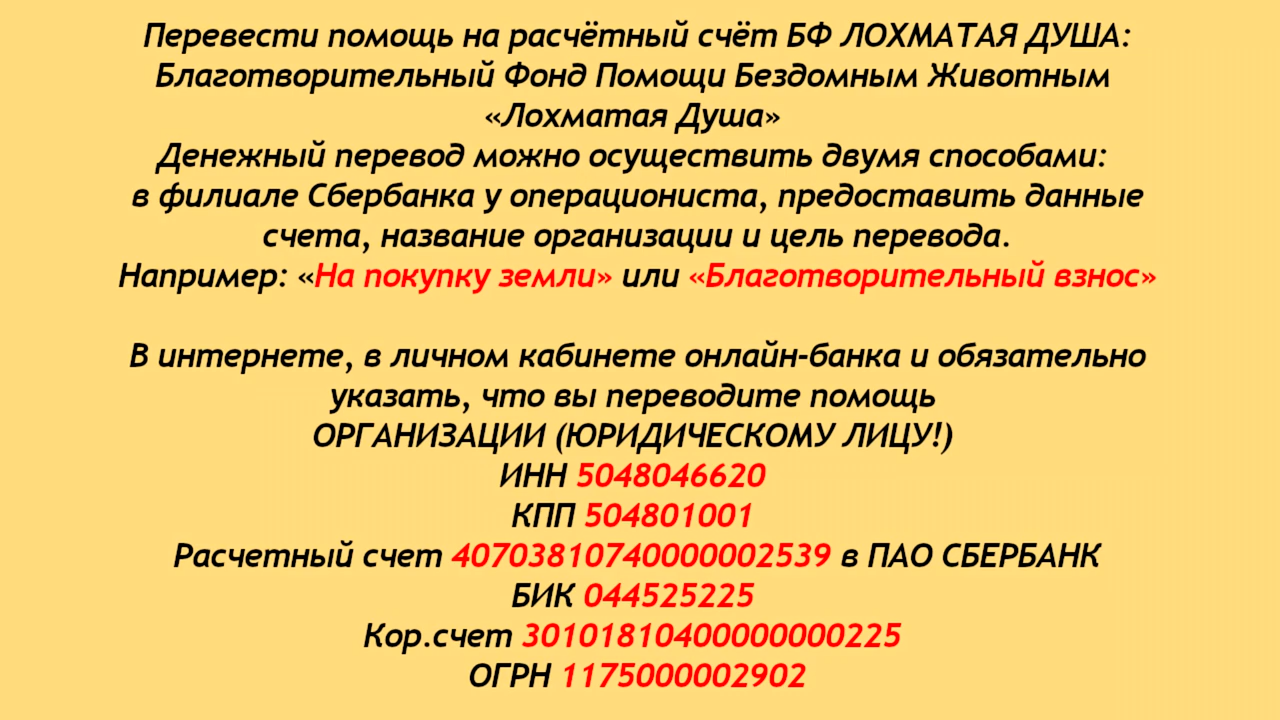 Перевести помощь на расчётный счёт БФ ЛОХМАТАЯ ДУША:
Благотворительный Фонд Помощи Бездомным Животным
«Лохматая Душа»
Денежный перевод можно осуществить двумя способами:
в филиале Сбербанка у операциониста, предоставить данные
счета, название организации и цель перевода.
Например: «На покупку земли» или «Благотворительный взнос»
В интернете, в личном кабинете онлайн-банка и обязательно
указать, что вы переводите помощь
ОРГАНИЗАЦИИ (ЮРИДИЧЕСКОМУ ЛИЦУ!)
ИНН 5048046620
КПП 504801001
Расчетный счет 40703810740000002539 в ПАО СБЕРБАНК
БИК 044525225
Кор.счет 30101810400000000225
ОГРН 1175000002902